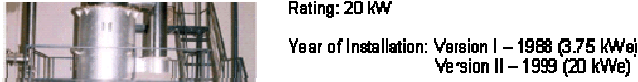 Rating: 20 kW
Year of Installation: Version I – 1988 (3.75 kWe)
Version II – 1999 (20 kWe)